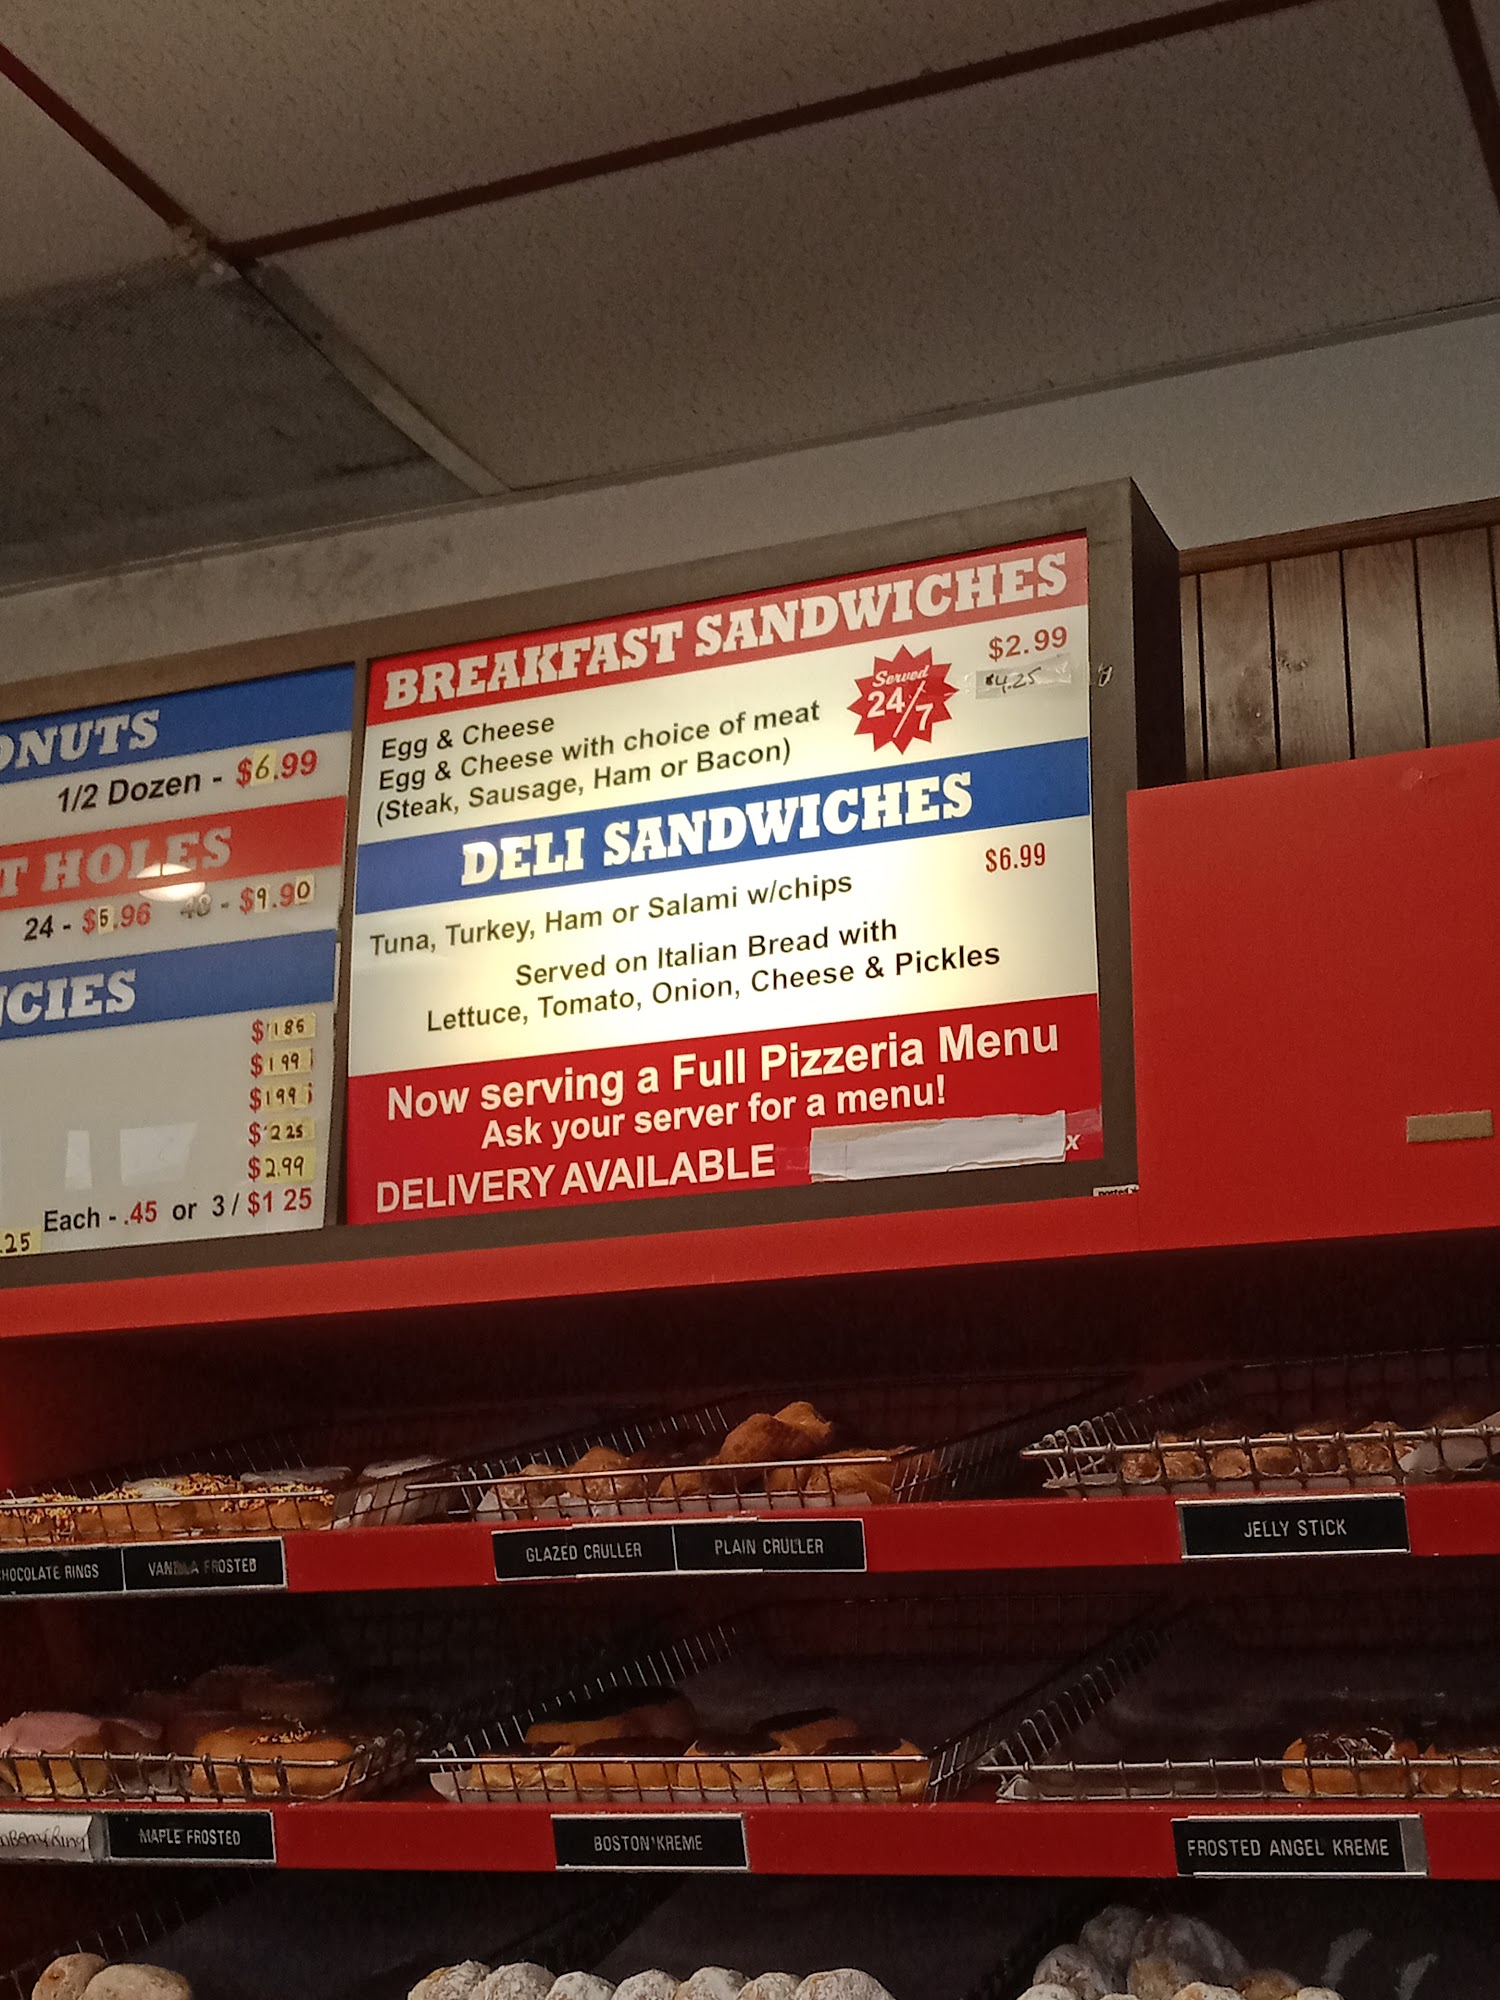 ONUTS
1/2 Dozen - $6.99
T HOLES
24 - $5.96 48 - $9.90
CIES
$1 85
$1 99
$1 99
$2 25
$2.99
Each - .45 or 3 / $1 25
.25
BREAKFAST SANDWICHES
Egg & Cheese $2.99
Egg & Cheese with choice of meat $4.25
(Steak, Sausage, Ham or Bacon)
Served
24/7
DELI SANDWICHES
$6.99
Tuna, Turkey, Ham or Salami w/chips
Served on Italian Bread with
Lettuce, Tomato, Onion, Cheese & Pickles
Now serving a Full Pizzeria Menu
Ask your server for a menu!
DELIVERY AVAILABLE x
HOCOLATE RINGS
VANILLA FROSTED
GLAZED CRULLER
PLAIN CRULLER
JELLY STICK
MAPLE FROSTED
BOSTON KREME
FROSTED ANGEL KREME